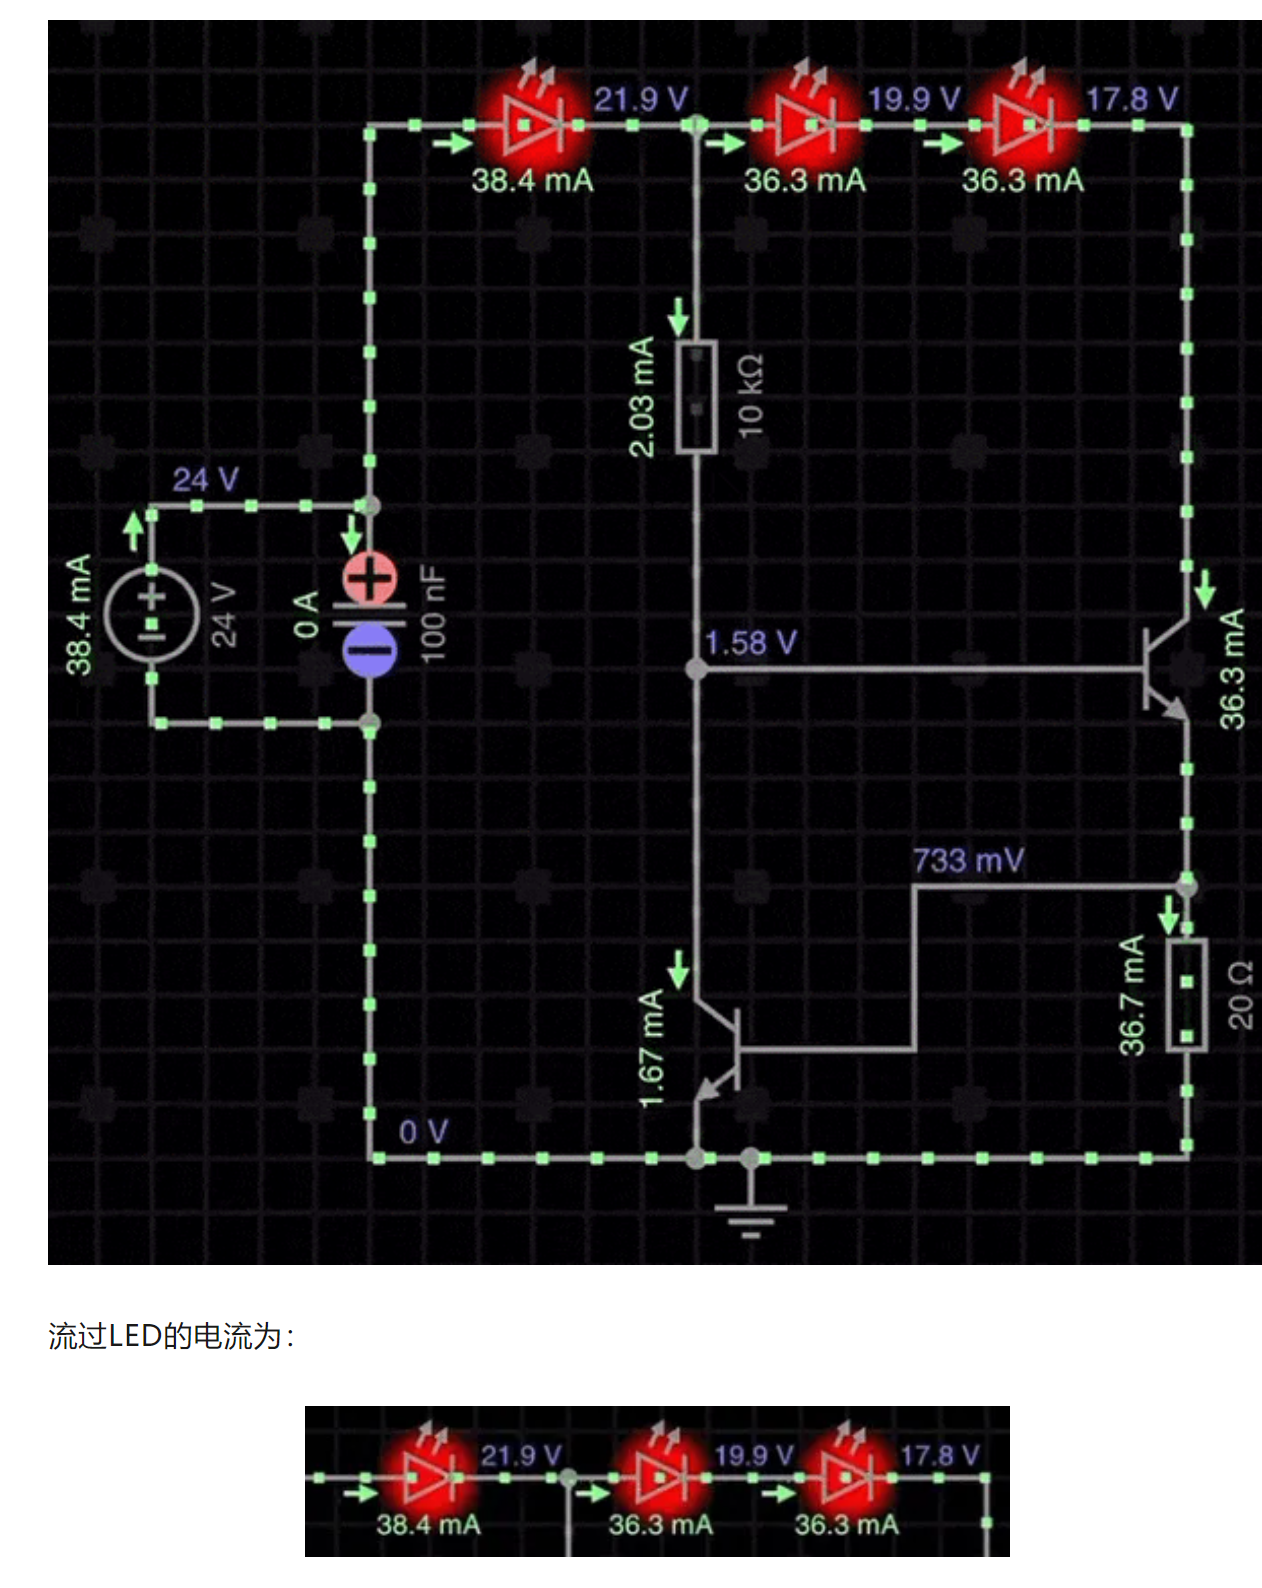 21.9 V
19.9 V
17.8 V
38.4 mA
36.3 mA
36.3 mA
2.03 mA
10 kΩ
24 V
38.4 mA
24 V
0 A
100 nF
1.58 V
36.3 mA
733 mV
36.7 mA
20 Ω
1.67 mA
0 V
流过LED的电流为：
21.9 V
19.9 V
17.8 V
38.4 mA
36.3 mA
36.3 mA